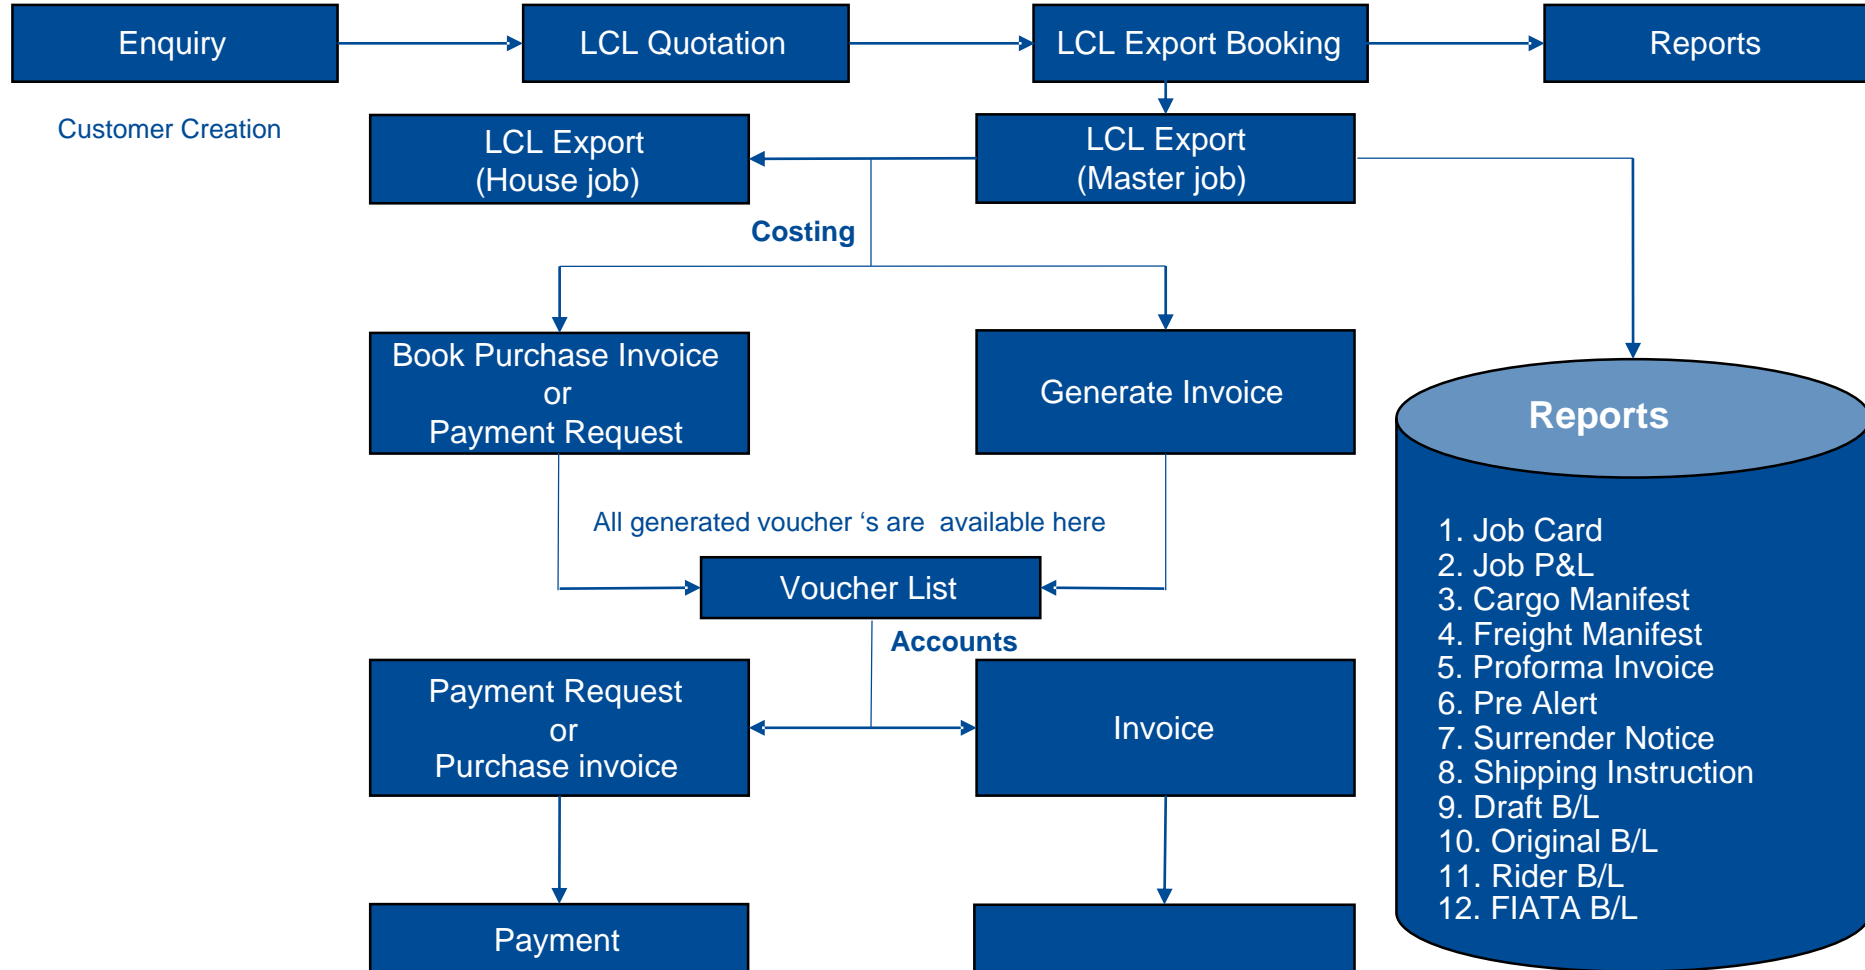 Enquiry
LCL Quotation
LCL Export Booking
Reports
Customer Creation
LCL Export
(House job)
LCL Export
(Master job)
Costing
Book Purchase Invoice
or
Payment Request
Generate Invoice
Reports
All generated voucher ‘s are  available here
Voucher List
Accounts
Payment Request
or
Purchase invoice
Invoice
1. Job Card
2. Job P&L
3. Cargo Manifest
4. Freight Manifest
5. Proforma Invoice
6. Pre Alert
7. Surrender Notice
8. Shipping Instruction
9. Draft B/L
10. Original B/L
11. Rider B/L
12. FIATA B/L
Payment